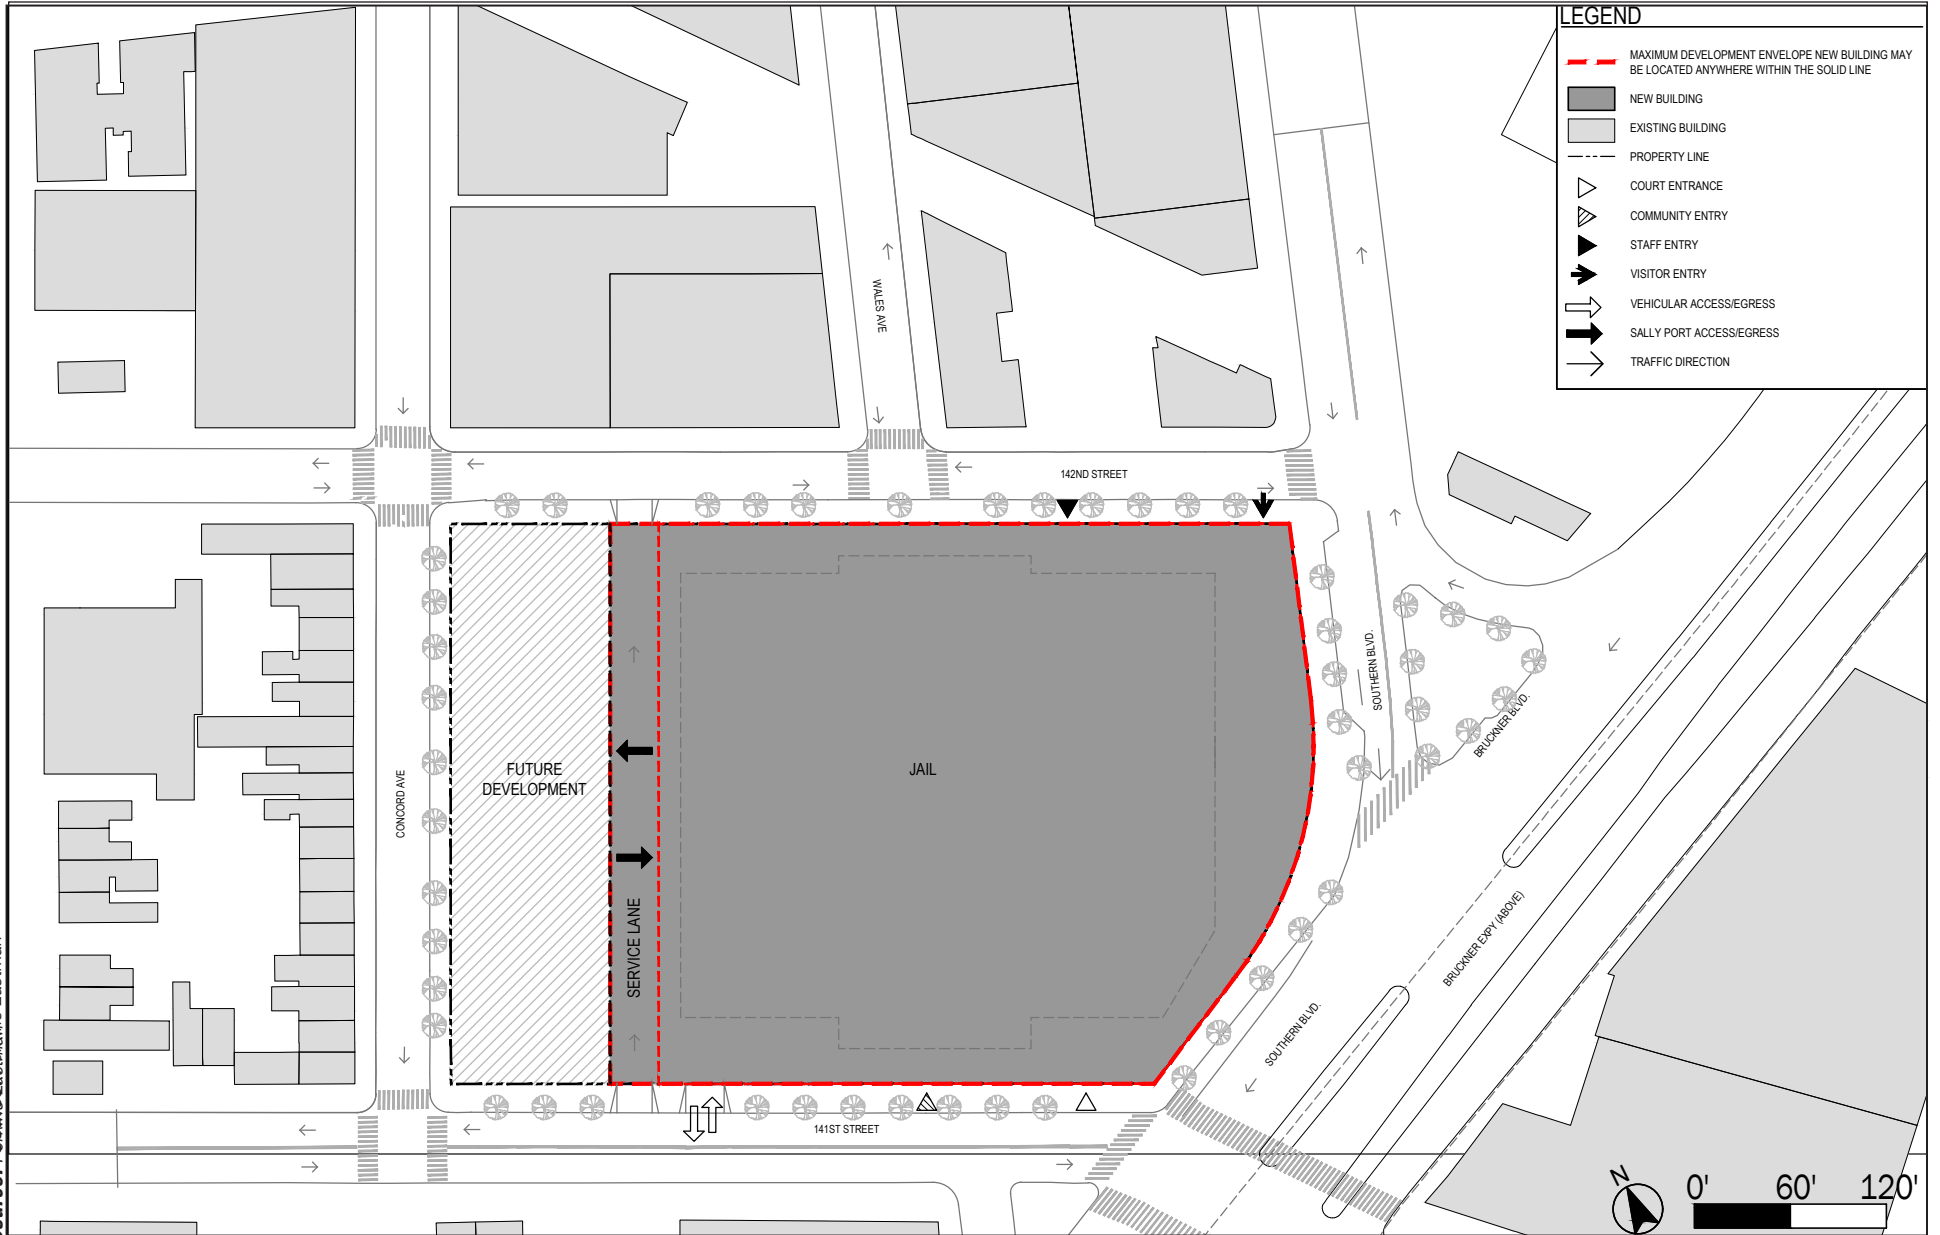 LEGEND
MAXIMUM DEVELOPMENT ENVELOPE NEW BUILDING MAY
BE LOCATED ANYWHERE WITHIN THE SOLID LINE
NEW BUILDING
EXISTING BUILDING
PROPERTY LINE
COURT ENTRANCE
COMMUNITY ENTRY
STAFF ENTRY
VISITOR ENTRY
VEHICULAR ACCESS/EGRESS
SALLY PORT ACCESS/EGRESS
TRAFFIC DIRECTION
WALES AVE
142ND STREET
SOUTHERN BLVD.
BRUCKNER BLVD.
CONCORD AVE
FUTURE
DEVELOPMENT
JAIL
SERVICE LANE
BRUCKNER EXPY (ABOVE)
SOUTHERN BLVD.
141ST STREET
N
0' 60' 120'